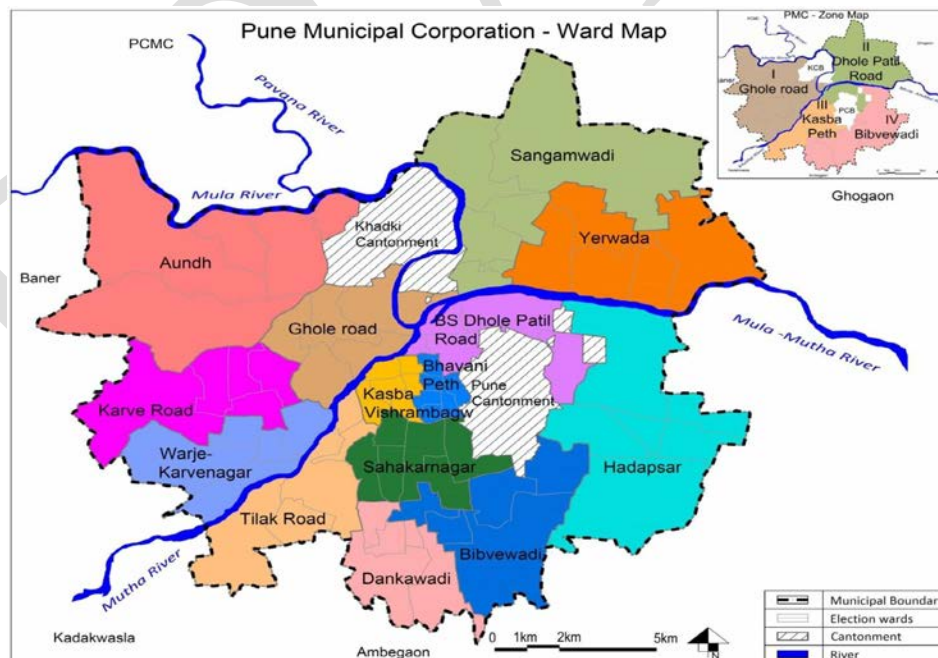 Pune Municipal Corporation - Ward Map
PCMC
Pavana River
Mula River
Sangamwadi
Khadki
Cantonment
Yerwada
Aundh
Baner
Ghole road
BS Dhole Patil
Road
Mula -Mutha River
Bhavani
Peth
Pune
Cantonment
Kasba
Vishrambagw
Karve Road
Warje-
Karvenagar
Sahakarnagar
Hadapsar
Tilak Road
Bibvewadi
Dankawadi
Mutha River
Kadakwasla
Ambegaon
0 1km 2km 5km
N
PMC - Zone Map
I
Ghole road
KCB
II
Dhole Patil
Road
Baner
III
Kasba
Peth
PCB
IV
Bibvewadi
Ghogaon
Municipal Boundar
Election wards
Cantonment
River